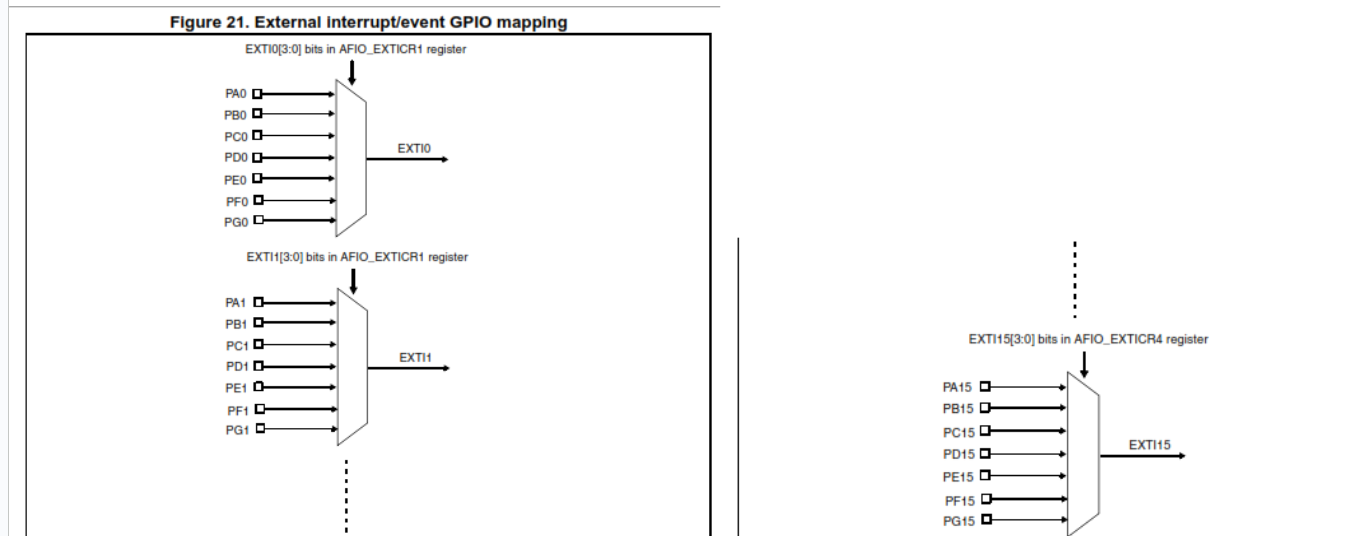 Figure 21. External interrupt/event GPIO mapping
EXTI0[3:0] bits in AFIO_EXTICR1 register
PA0
PB0
PC0
PD0
PE0
PF0
PG0
EXTI0
EXTI1[3:0] bits in AFIO_EXTICR1 register
PA1
PB1
PC1
PD1
PE1
PF1
PG1
EXTI1
EXTI15[3:0] bits in AFIO_EXTICR4 register
PA15
PB15
PC15
PD15
PE15
PF15
PG15
EXTI15